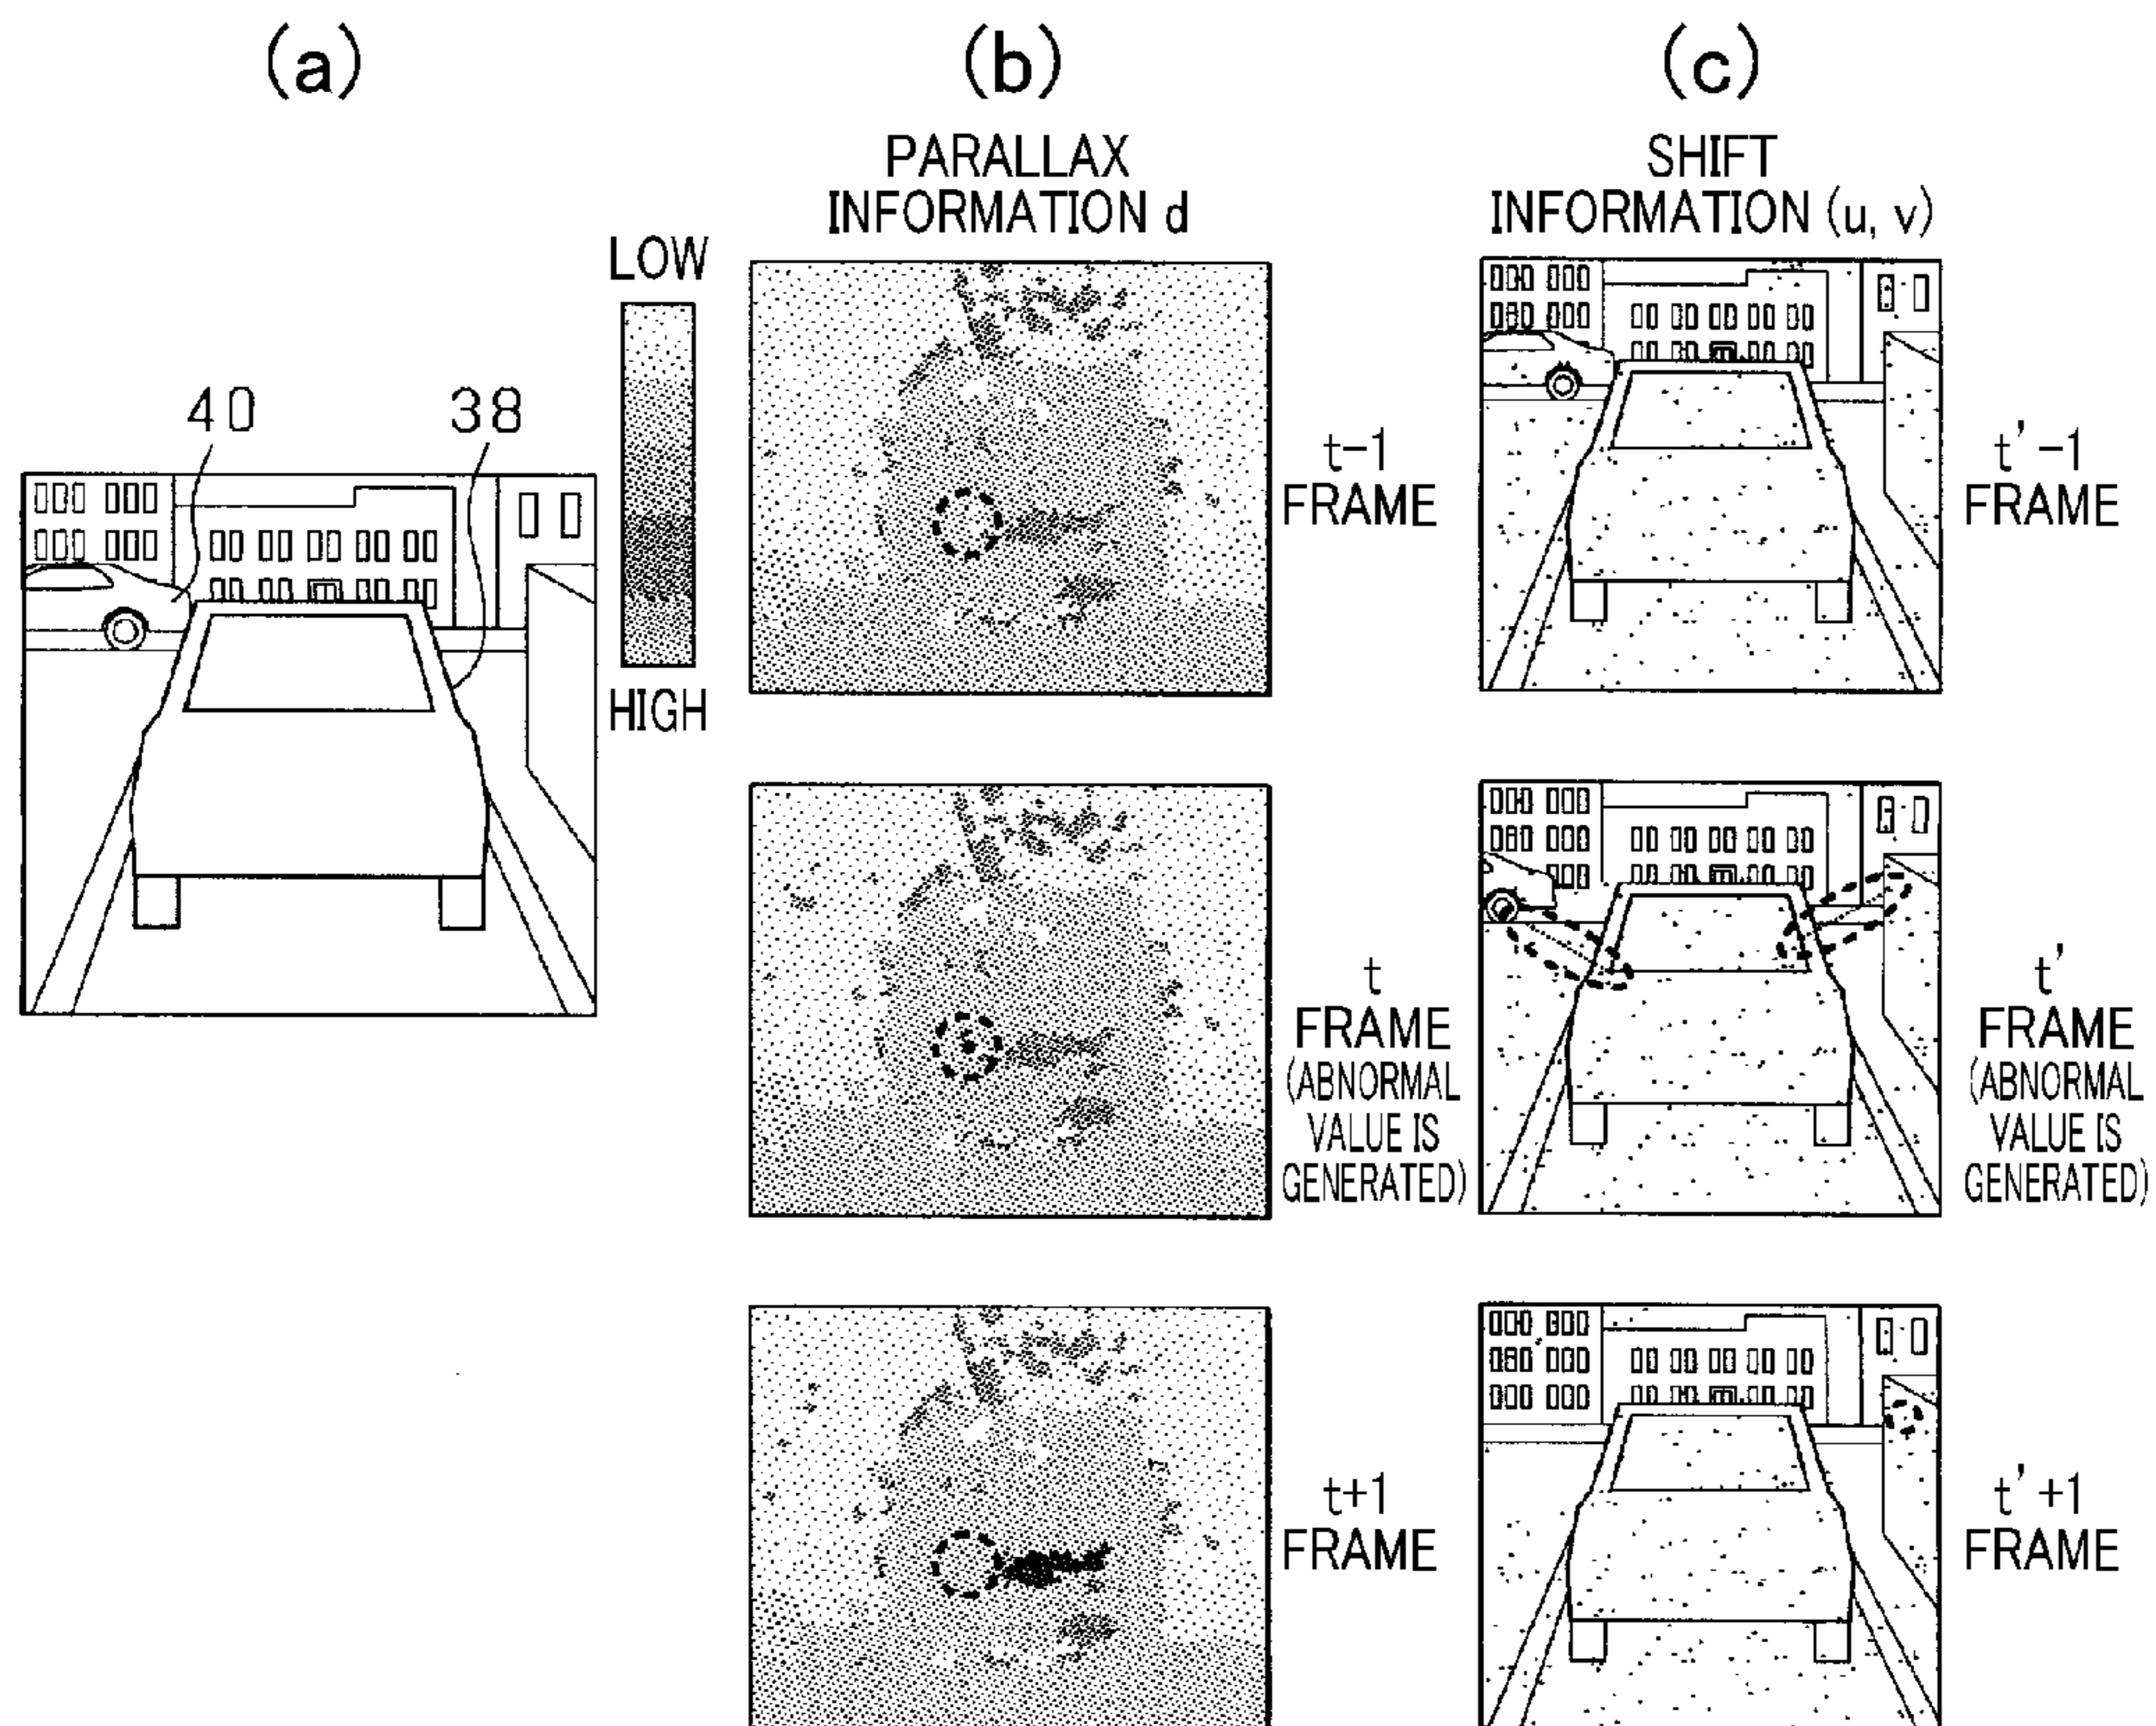 (a)
(b)
(c)
PARALLAX
INFORMATION d
SHIFT
INFORMATION (u, v)
LOW
HIGH
40
38
t-1
FRAME
t'-1
FRAME
t
FRAME
(ABNORMAL
VALUE IS
GENERATED)
t'
FRAME
(ABNORMAL
VALUE IS
GENERATED)
t+1
FRAME
t'+1
FRAME